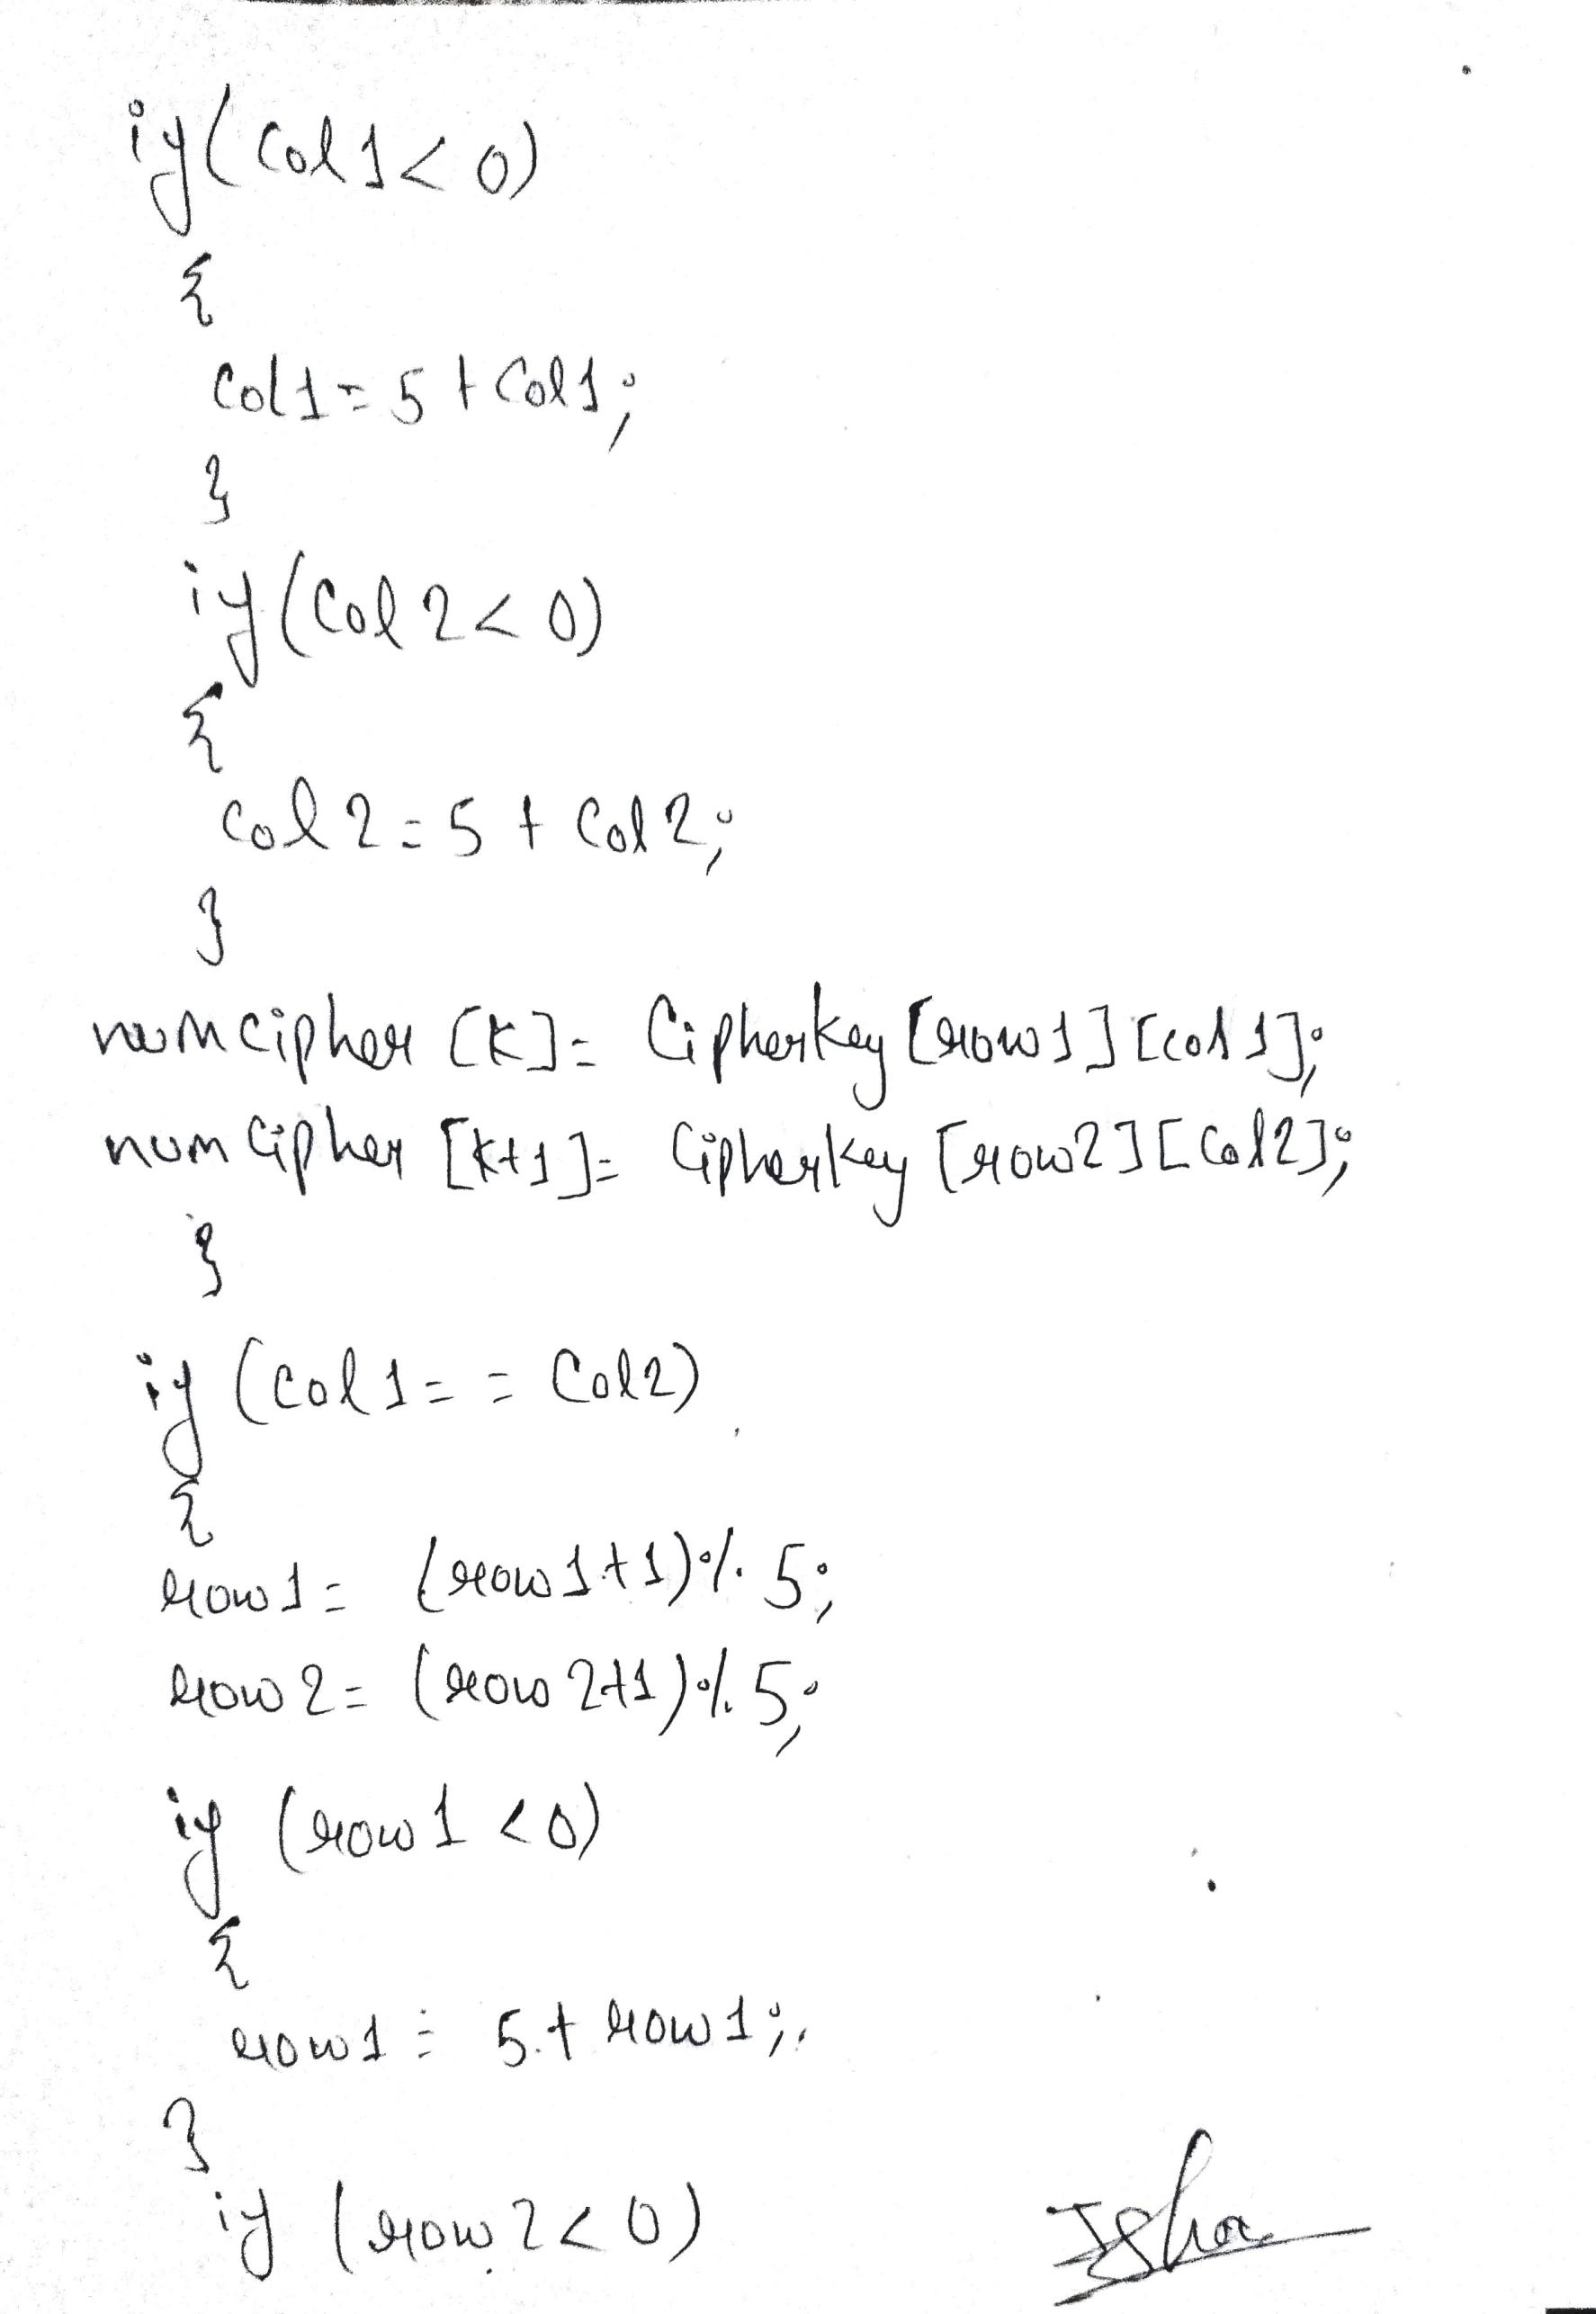 if(col1<0)
{
col1=5+col1;
}
if(col2<0)
{
col2=5+col2;
}
numcipher[k]= Cipherkey[row1][col1];
numcipher[k+1]= Cipherkey[row2][col2];
}
if (col1== col2)
{
row1= (row1+1)%5;
row2= (row2+1)%5;
if (row1<0)
{
row1= 5+row1;
}
if (row2<0)
Isha